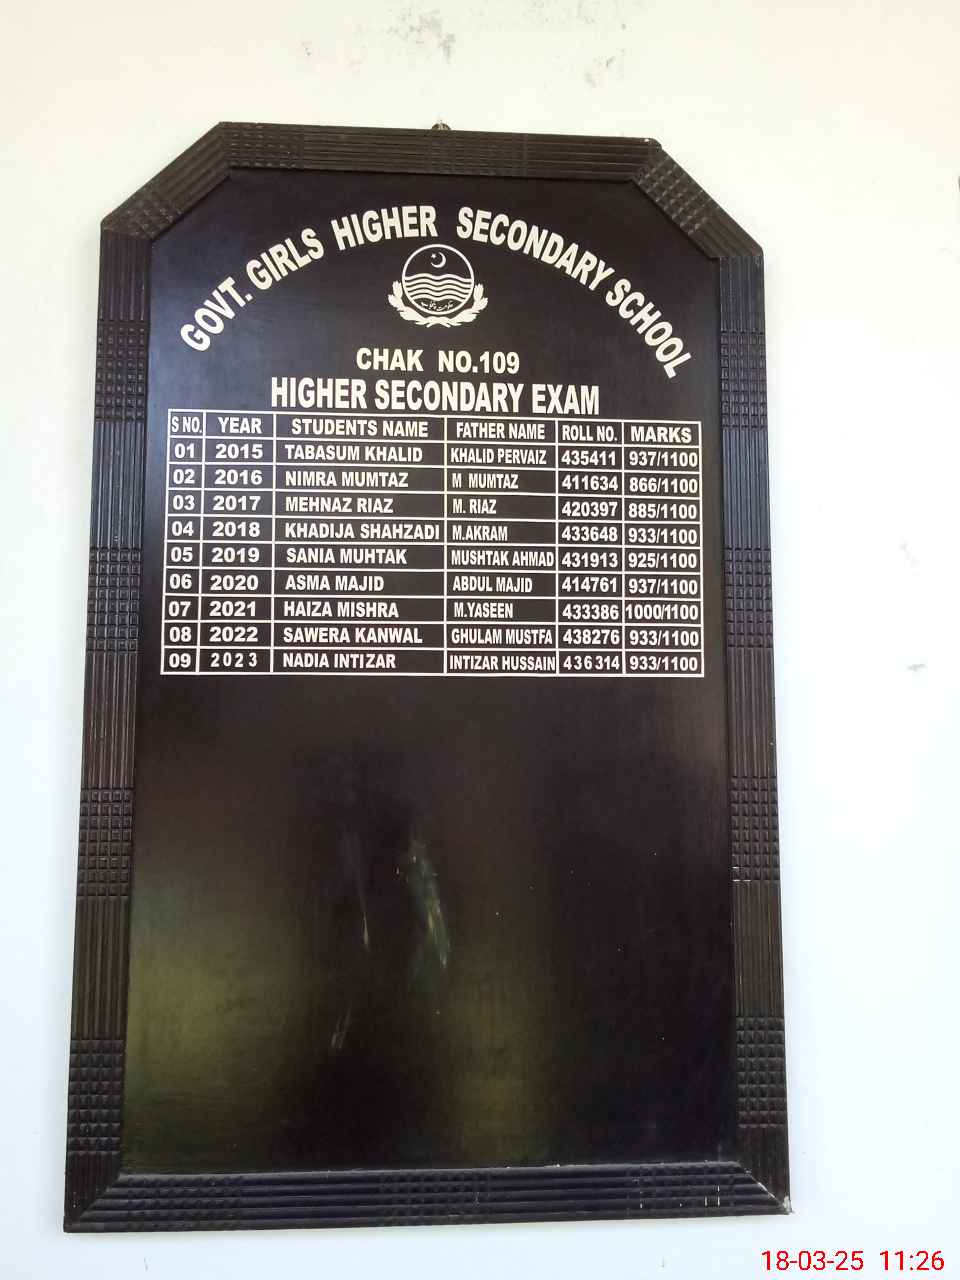 GOVT. GIRLS HIGHER SECONDARY SCHOOL
CHAK NO.109
HIGHER SECONDARY EXAM
S NO. YEAR STUDENTS NAME FATHER NAME ROLL NO. MARKS
01 2015 TABASUM KHALID KHALID PERVAIZ 435411 937/1100
02 2016 NIMRA MUMTAZ M MUMTAZ 411634 866/1100
03 2017 MEHNAZ RIAZ M. RIAZ 420397 885/1100
04 2018 KHADIJA SHAHZADI M.AKRAM 433648 933/1100
05 2019 SANIA MUHTAK MUSHTAK AHMAD 431913 925/1100
06 2020 ASMA MAJID ABDUL MAJID 414761 937/1100
07 2021 HAIZA MISHRA M.YASEEN 433386 1000/1100
08 2022 SAWERA KANWAL GHULAM MUSTFA 438276 933/1100
09 2023 NADIA INTIZAR INTIZAR HUSSAIN 436314 933/1100
18-03-25 11:26